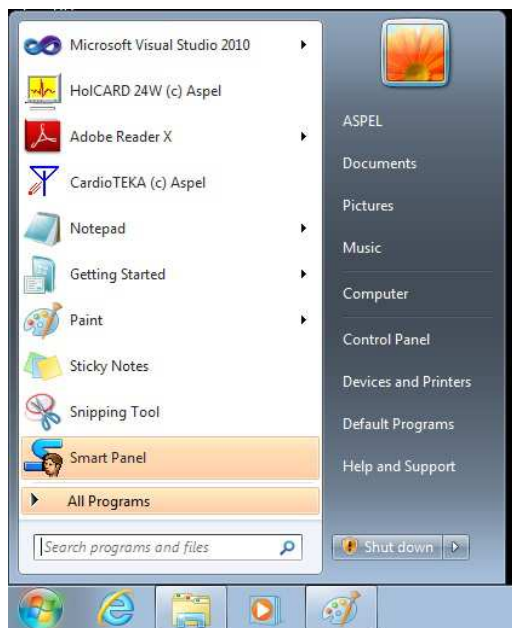 Microsoft Visual Studio 2010
HolCARD 24W (c) Aspel
Adobe Reader X
CardioTEKA (c) Aspel
Notepad
Getting Started
Paint
Sticky Notes
Snipping Tool
Smart Panel
All Programs
Search programs and files
ASPEL
Documents
Pictures
Music
Computer
Control Panel
Devices and Printers
Default Programs
Help and Support
Shut down